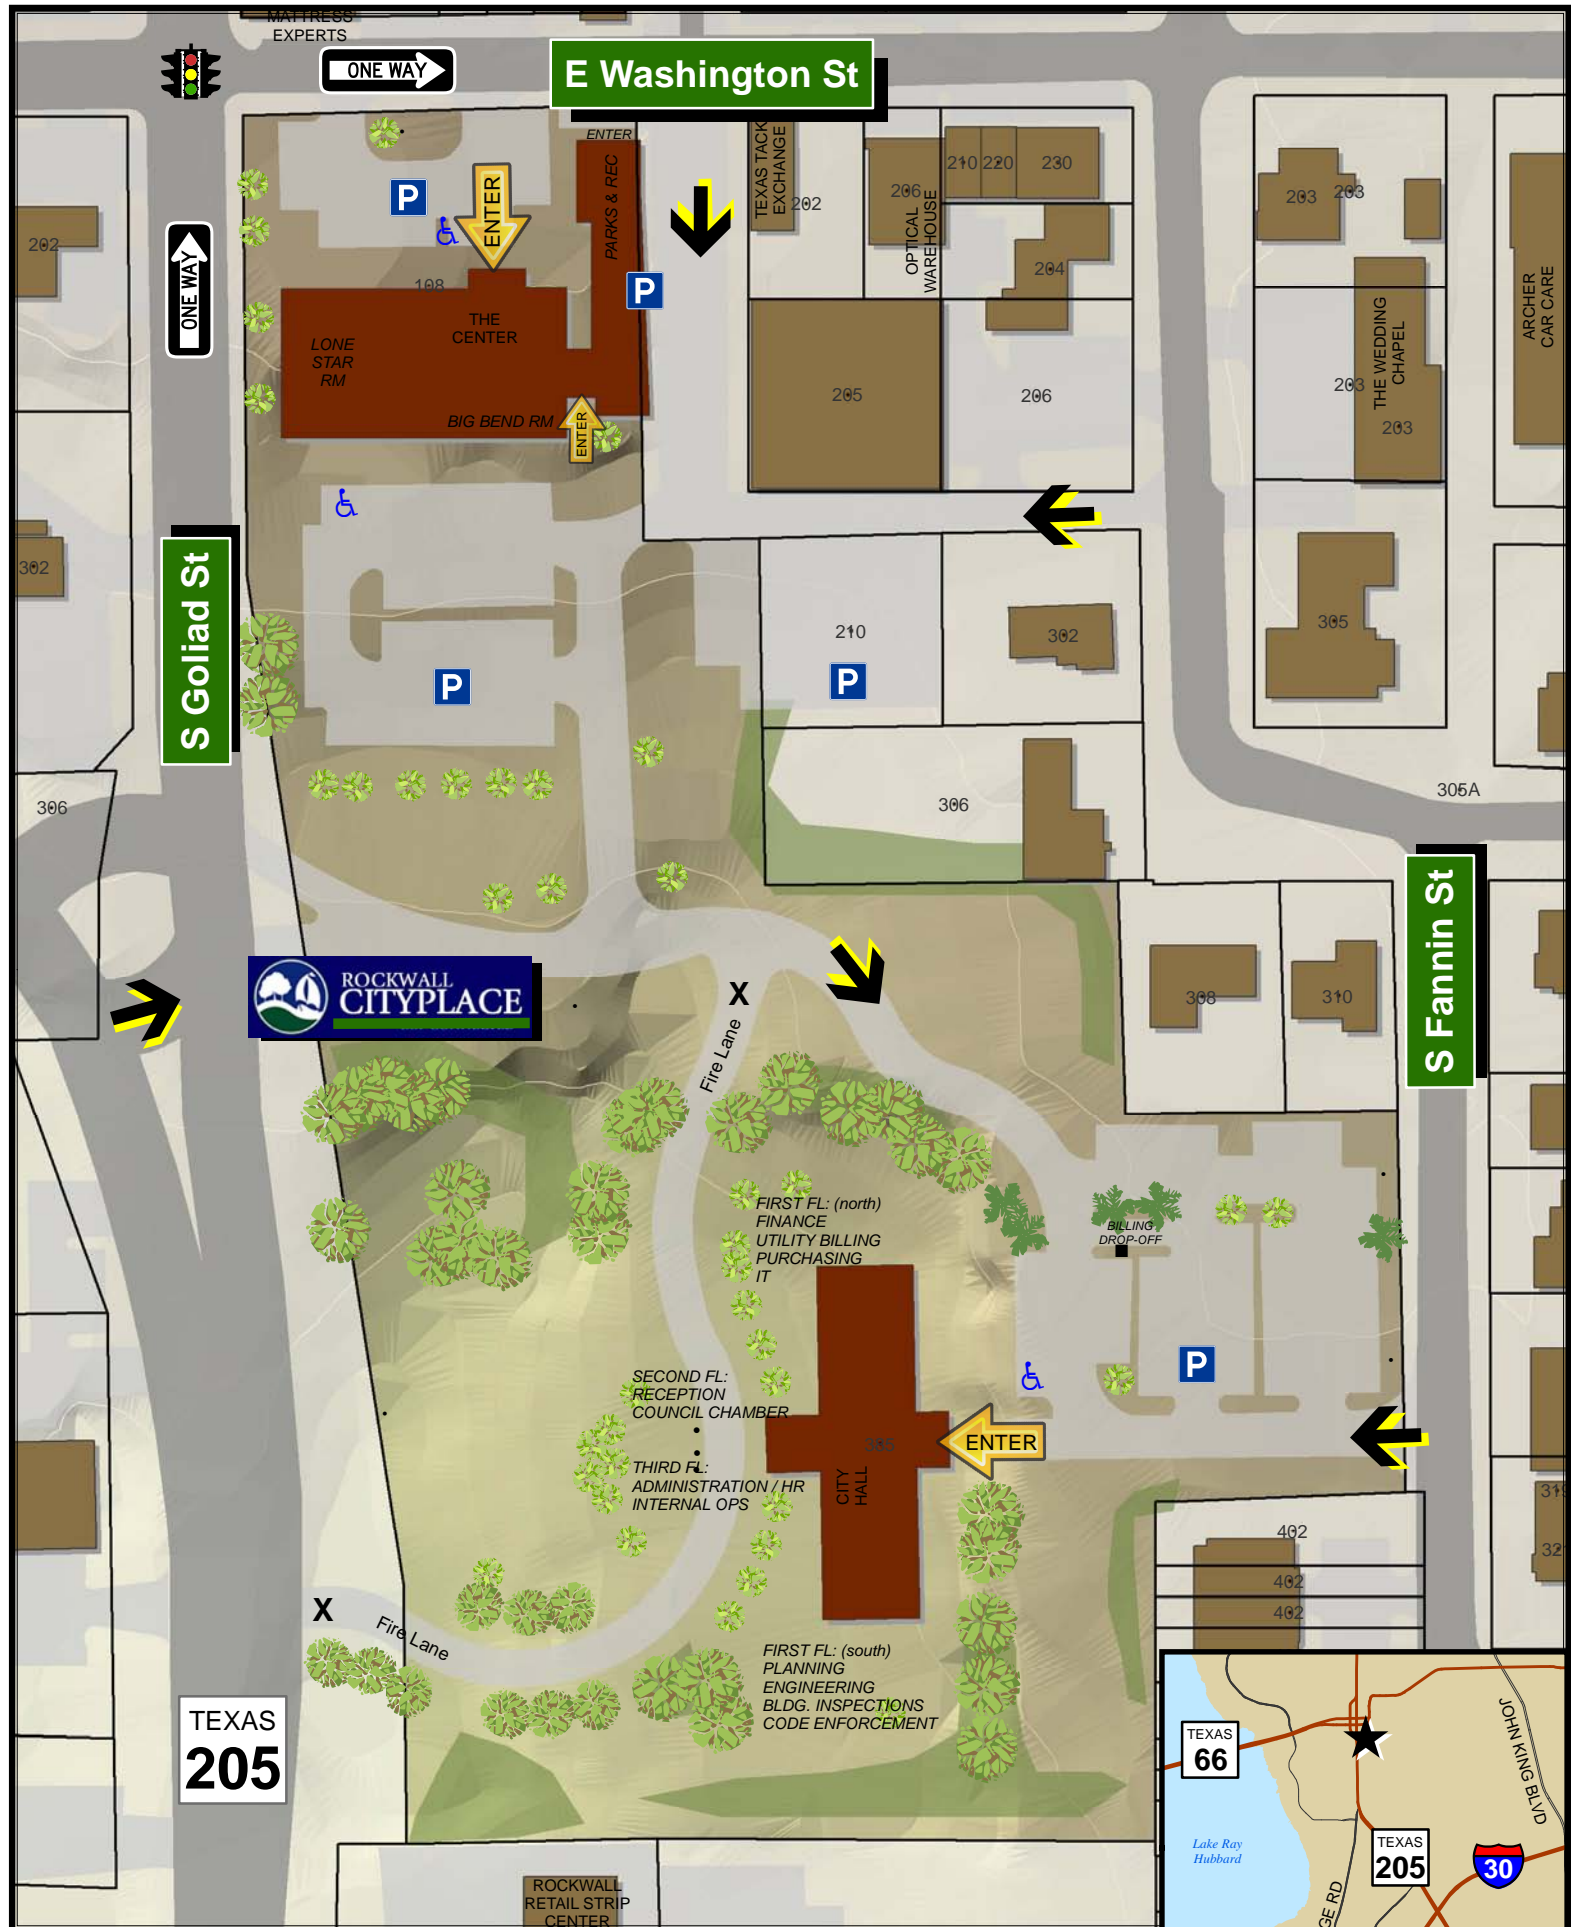 MATTRESS
EXPERTS
ONE WAY
E Washington St
ENTER
PARKS & REC
TEXAS TACK
EXCHANGE
202
206
OPTICAL
WAREHOUSE
210
220
230
204
203
203
P
ENTER
ONE WAY
202
108
THE
CENTER
LONE
STAR
RM
P
BIG BEND RM
ENTER
205
206
203
THE WEDDING
CHAPEL
203
ARCHER
CAR CARE
302
S Goliad St
P
210
P
302
305
306
306
305A
S Fannin St
ROCKWALL
CITYPLACE
X
Fire Lane
308
310
FIRST FL: (north)
FINANCE
UTILITY BILLING
PURCHASING
IT
BILLING
DROP-OFF
P
SECOND FL:
RECEPTION
COUNCIL CHAMBER
THIRD FL:
ADMINISTRATION / HR
INTERNAL OPS
CITY
HALL
ENTER
402
402
402
X
Fire Lane
FIRST FL: (south)
PLANNING
ENGINEERING
BLDG. INSPECTIONS
CODE ENFORCEMENT
TEXAS
205
ROCKWALL
RETAIL STRIP
CENTER
TEXAS
66
JOHN KING BLVD
Lake Ray
Hubbard
TEXAS
205
30